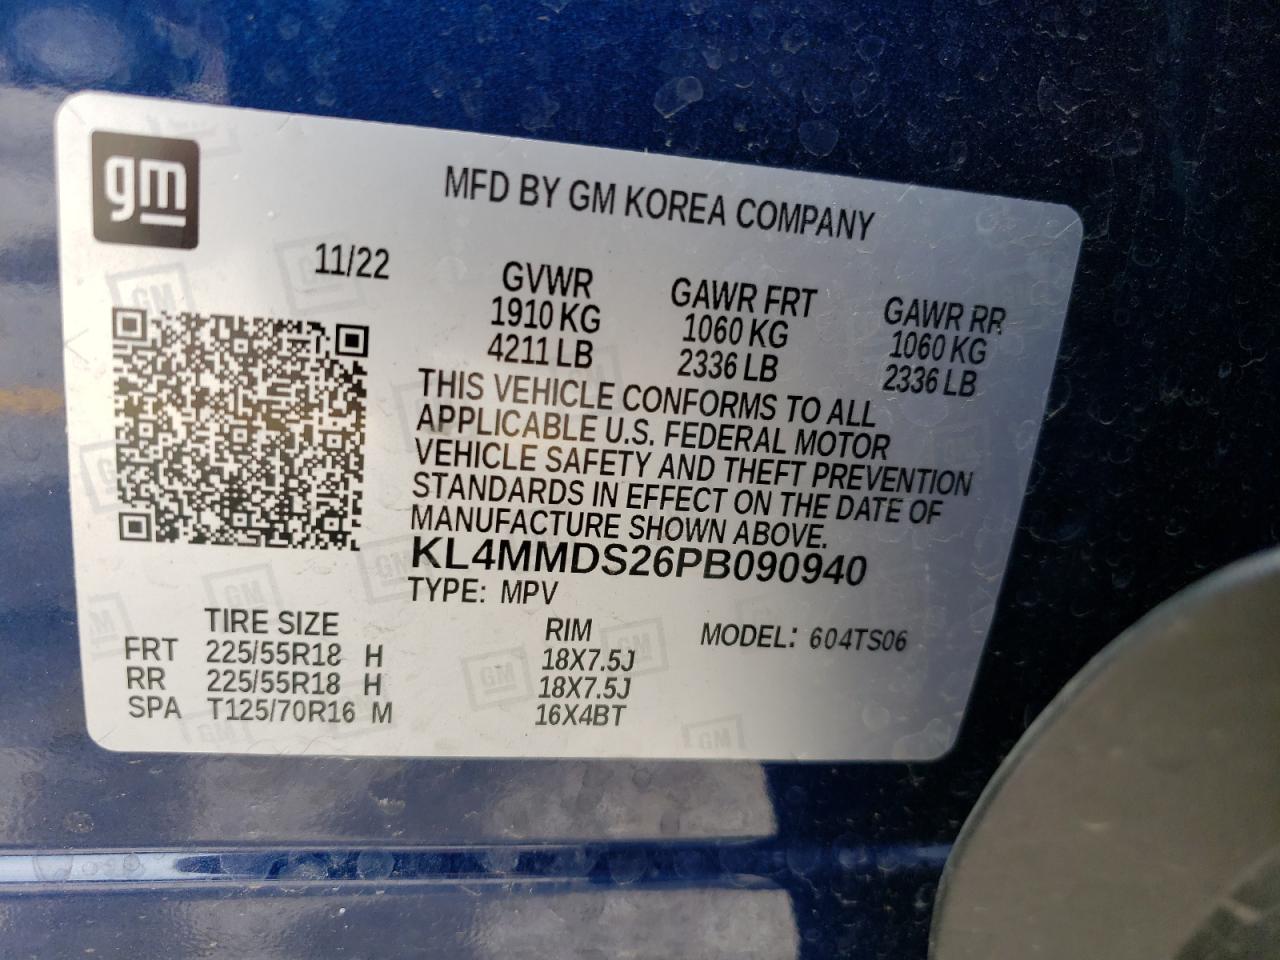 gm
MFD BY GM KOREA COMPANY
11/22
GVWR GAWR FRT GAWR RR
1910 KG 1060 KG 1060 KG
4211 LB 2336 LB 2336 LB
THIS VEHICLE CONFORMS TO ALL
APPLICABLE U.S. FEDERAL MOTOR
VEHICLE SAFETY AND THEFT PREVENTION
STANDARDS IN EFFECT ON THE DATE OF
MANUFACTURE SHOWN ABOVE.
KL4MMDS26PB090940
TYPE: MPV
TIRE SIZE RIM MODEL: 604TS06
FRT 225/55R18 H 18X7.5J
RR 225/55R18 H 18X7.5J
SPA T125/70R16 M 16X4BT